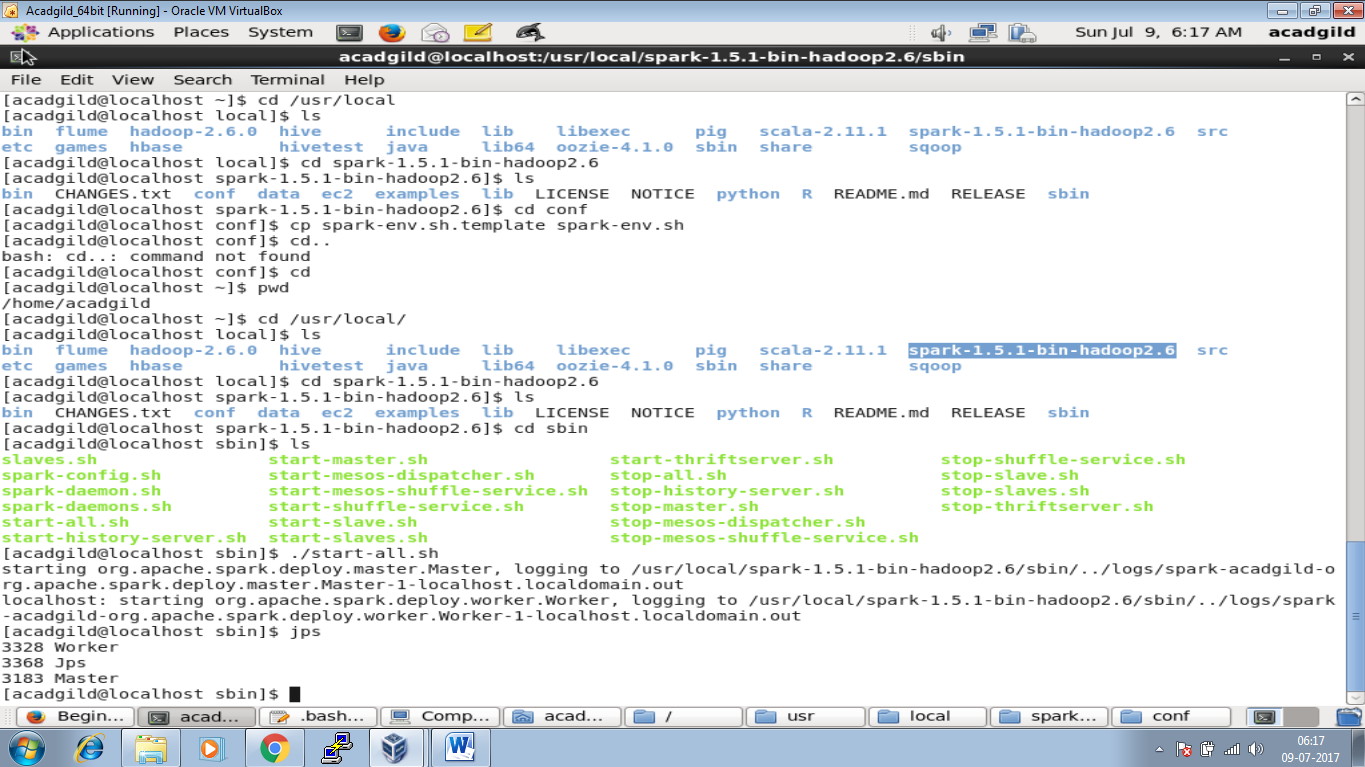 Acadgild_64bit [Running] - Oracle VM VirtualBox
Applications Places System Sun Jul 9, 6:17 AM acadgild
acadgild@localhost:/usr/local/spark-1.5.1-bin-hadoop2.6/sbin
File Edit View Search Terminal Help
[acadgild@localhost ~]$ cd /usr/local
[acadgild@localhost local]$ ls
bin flume hadoop-2.6.0 hive include lib libexec pig scala-2.11.1 spark-1.5.1-bin-hadoop2.6 src
etc games hbase hivetest java lib64 oozie-4.1.0 sbin share sqoop
[acadgild@localhost local]$ cd spark-1.5.1-bin-hadoop2.6
[acadgild@localhost spark-1.5.1-bin-hadoop2.6]$ ls
bin CHANGES.txt conf data ec2 examples lib LICENSE NOTICE python R README.md RELEASE sbin
[acadgild@localhost spark-1.5.1-bin-hadoop2.6]$ cd conf
[acadgild@localhost conf]$ cp spark-env.sh.template spark-env.sh
[acadgild@localhost conf]$ cd..
bash: cd..: command not found
[acadgild@localhost conf]$ cd
[acadgild@localhost ~]$ pwd
/home/acadgild
[acadgild@localhost ~]$ cd /usr/local/
[acadgild@localhost local]$ ls
bin flume hadoop-2.6.0 hive include lib libexec pig scala-2.11.1 spark-1.5.1-bin-hadoop2.6 src
etc games hbase hivetest java lib64 oozie-4.1.0 sbin share sqoop
[acadgild@localhost local]$ cd spark-1.5.1-bin-hadoop2.6
[acadgild@localhost spark-1.5.1-bin-hadoop2.6]$ ls
bin CHANGES.txt conf data ec2 examples lib LICENSE NOTICE python R README.md RELEASE sbin
[acadgild@localhost spark-1.5.1-bin-hadoop2.6]$ cd sbin
[acadgild@localhost sbin]$ ls
slaves.sh start-master.sh start-thriftserver.sh stop-shuffle-service.sh
spark-config.sh start-mesos-dispatcher.sh stop-all.sh stop-slave.sh
spark-daemon.sh start-mesos-shuffle-service.sh stop-history-server.sh stop-slaves.sh
spark-daemons.sh start-shuffle-service.sh stop-master.sh stop-thriftserver.sh
start-all.sh start-slave.sh stop-mesos-dispatcher.sh
start-history-server.sh start-slaves.sh stop-mesos-shuffle-service.sh
[acadgild@localhost sbin]$ ./start-all.sh
starting org.apache.spark.deploy.master.Master, logging to /usr/local/spark-1.5.1-bin-hadoop2.6/sbin/../logs/spark-acadgild-o
rg.apache.spark.deploy.master.Master-1-localhost.localdomain.out
localhost: starting org.apache.spark.deploy.worker.Worker, logging to /usr/local/spark-1.5.1-bin-hadoop2.6/sbin/../logs/spark
-acadgild-org.apache.spark.deploy.worker.Worker-1-localhost.localdomain.out
[acadgild@localhost sbin]$ jps
3328 Worker
3368 Jps
3183 Master
[acadgild@localhost sbin]$
Begin... acad... .bash... Comp... acad... / usr local spark... conf
06:17
09-07-2017